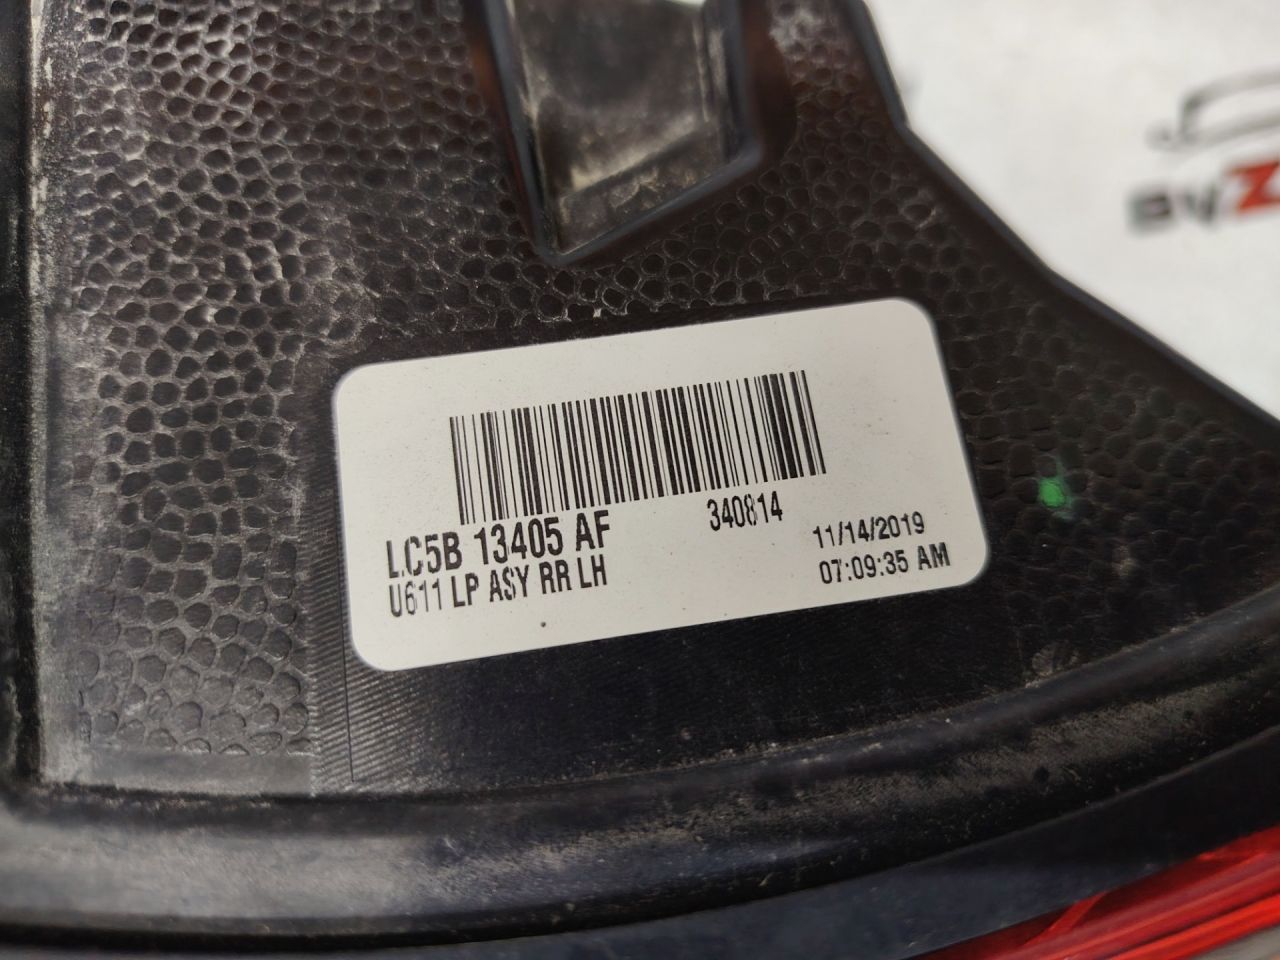 LC5B 13405 AF 340814
U611 LP ASY RR LH
11/14/2019
07:09:35 AM